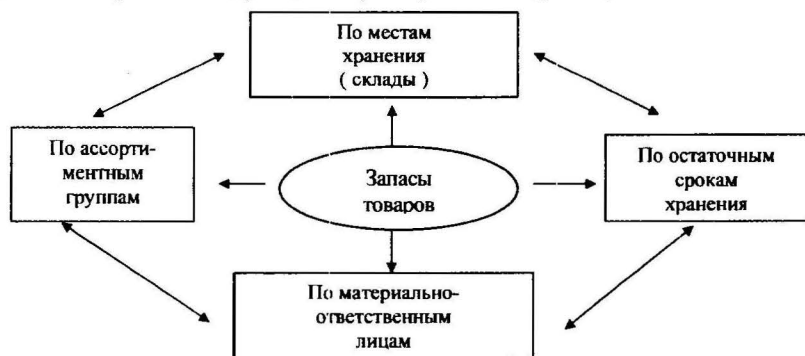 По местам
хранения
( склады )
По ассорти-
ментным
группам
Запасы
товаров
По остаточным
срокам
хранения
По материально-
ответственным
лицам